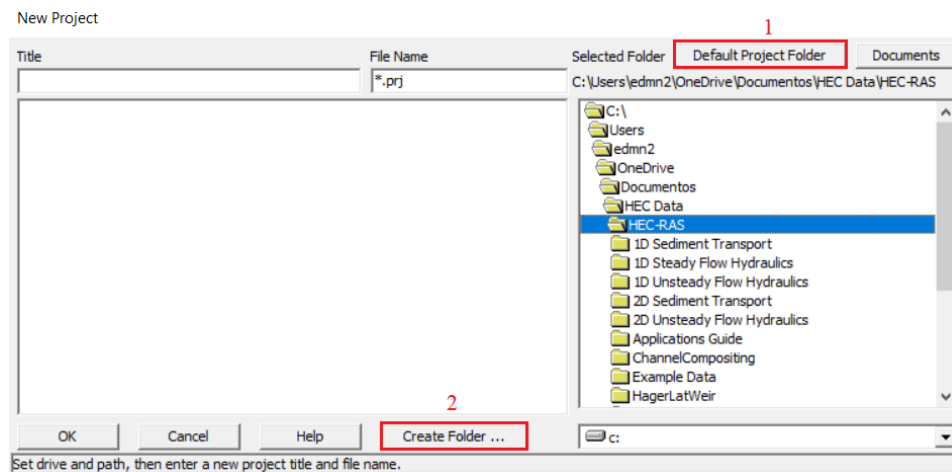 New Project
1
Title
File Name
Selected Folder
Default Project Folder
Documents
*.prj
C:\Users\edmn2\OneDrive\Documentos\HEC Data\HEC-RAS
C:\
Users
edmn2
OneDrive
Documentos
HEC Data
HEC-RAS
1D Sediment Transport
1D Steady Flow Hydraulics
1D Unsteady Flow Hydraulics
2D Sediment Transport
2D Unsteady Flow Hydraulics
Applications Guide
ChannelCompositing
Example Data
HagerLatWeir
2
OK
Cancel
Help
Create Folder ...
c:
Set drive and path, then enter a new project title and file name.